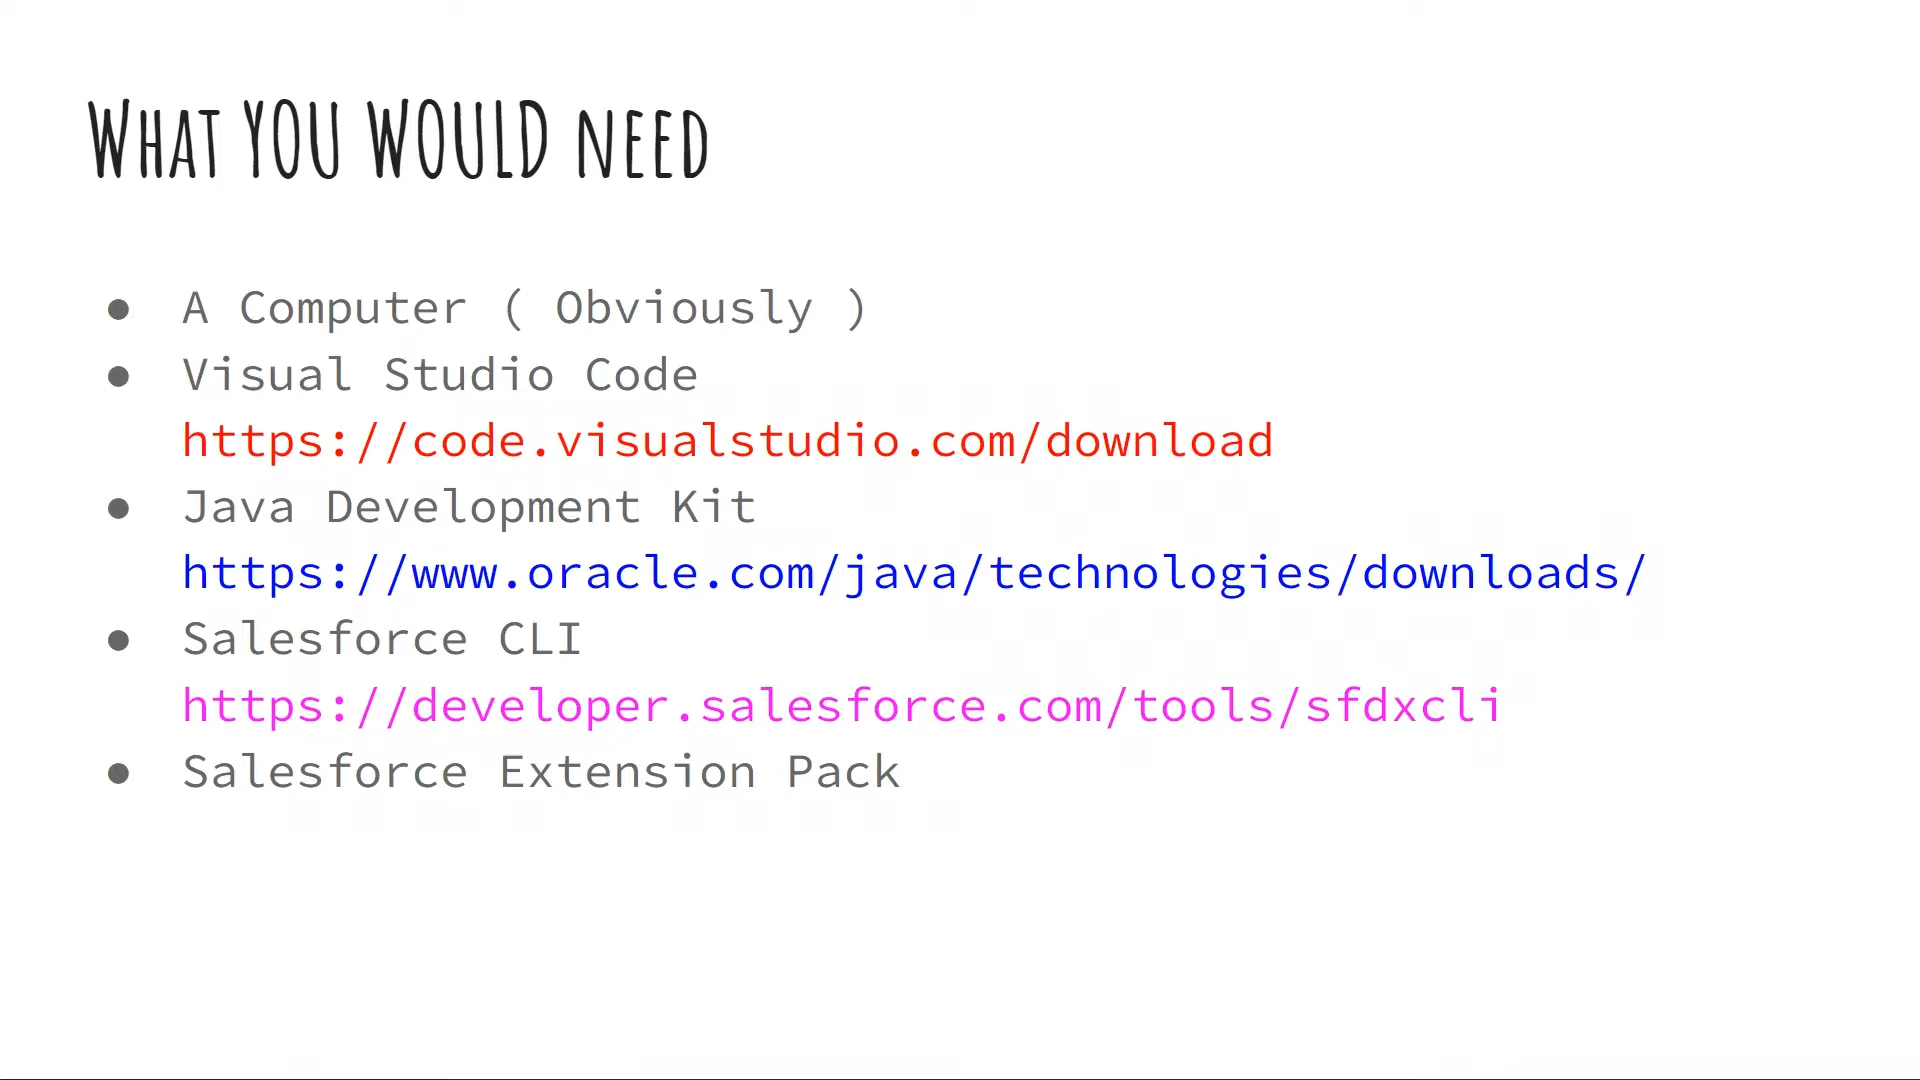 What YOU WOULD need
● A Computer ( Obviously )
● Visual Studio Code
https://code.visualstudio.com/download
● Java Development Kit
https://www.oracle.com/java/technologies/downloads/
● Salesforce CLI
https://developer.salesforce.com/tools/sfdxcli
● Salesforce Extension Pack